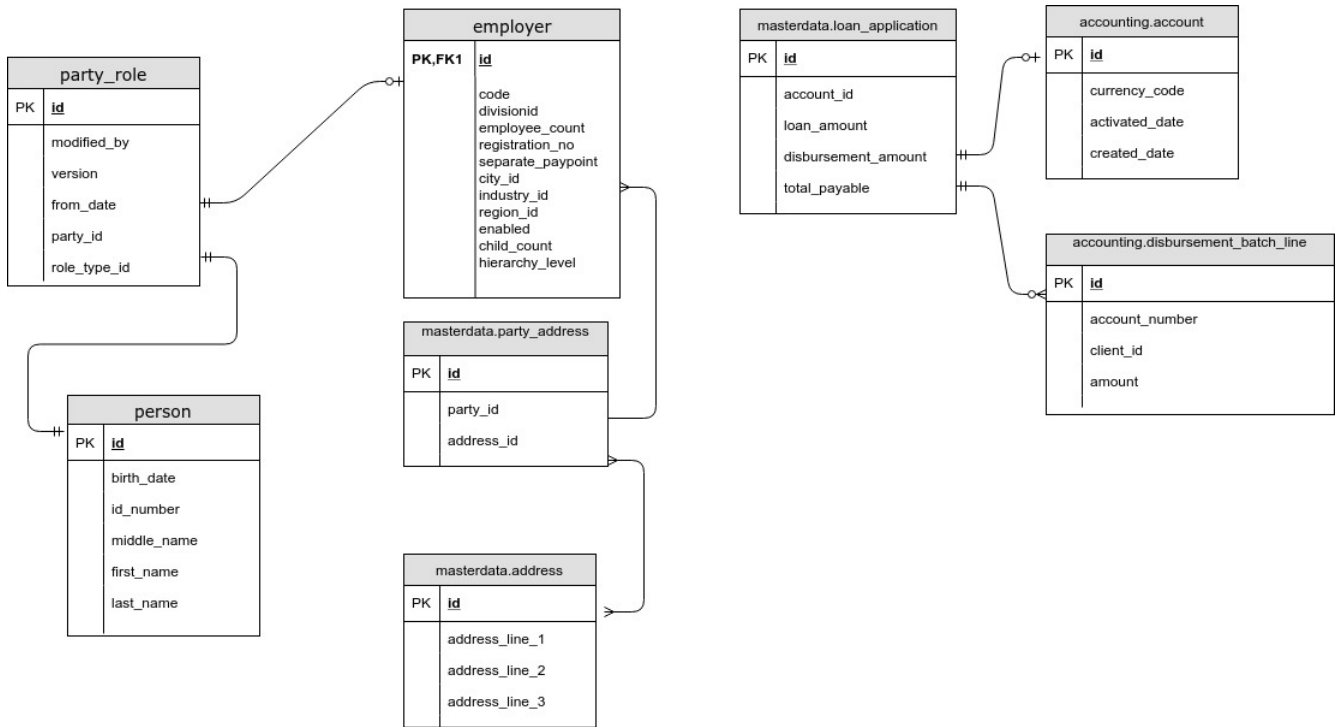 party_role
PK id
modified_by
version
from_date
party_id
role_type_id
person
PK id
birth_date
id_number
middle_name
first_name
last_name
employer
PK,FK1 id
code
divisionid
employee_count
registration_no
separate_paypoint
city_id
industry_id
region_id
enabled
child_count
hierarchy_level
masterdata.party_address
PK id
party_id
address_id
masterdata.address
PK id
address_line_1
address_line_2
address_line_3
masterdata.loan_application
PK id
account_id
loan_amount
disbursement_amount
total_payable
accounting.account
PK id
currency_code
activated_date
created_date
accounting.disbursement_batch_line
PK id
account_number
client_id
amount